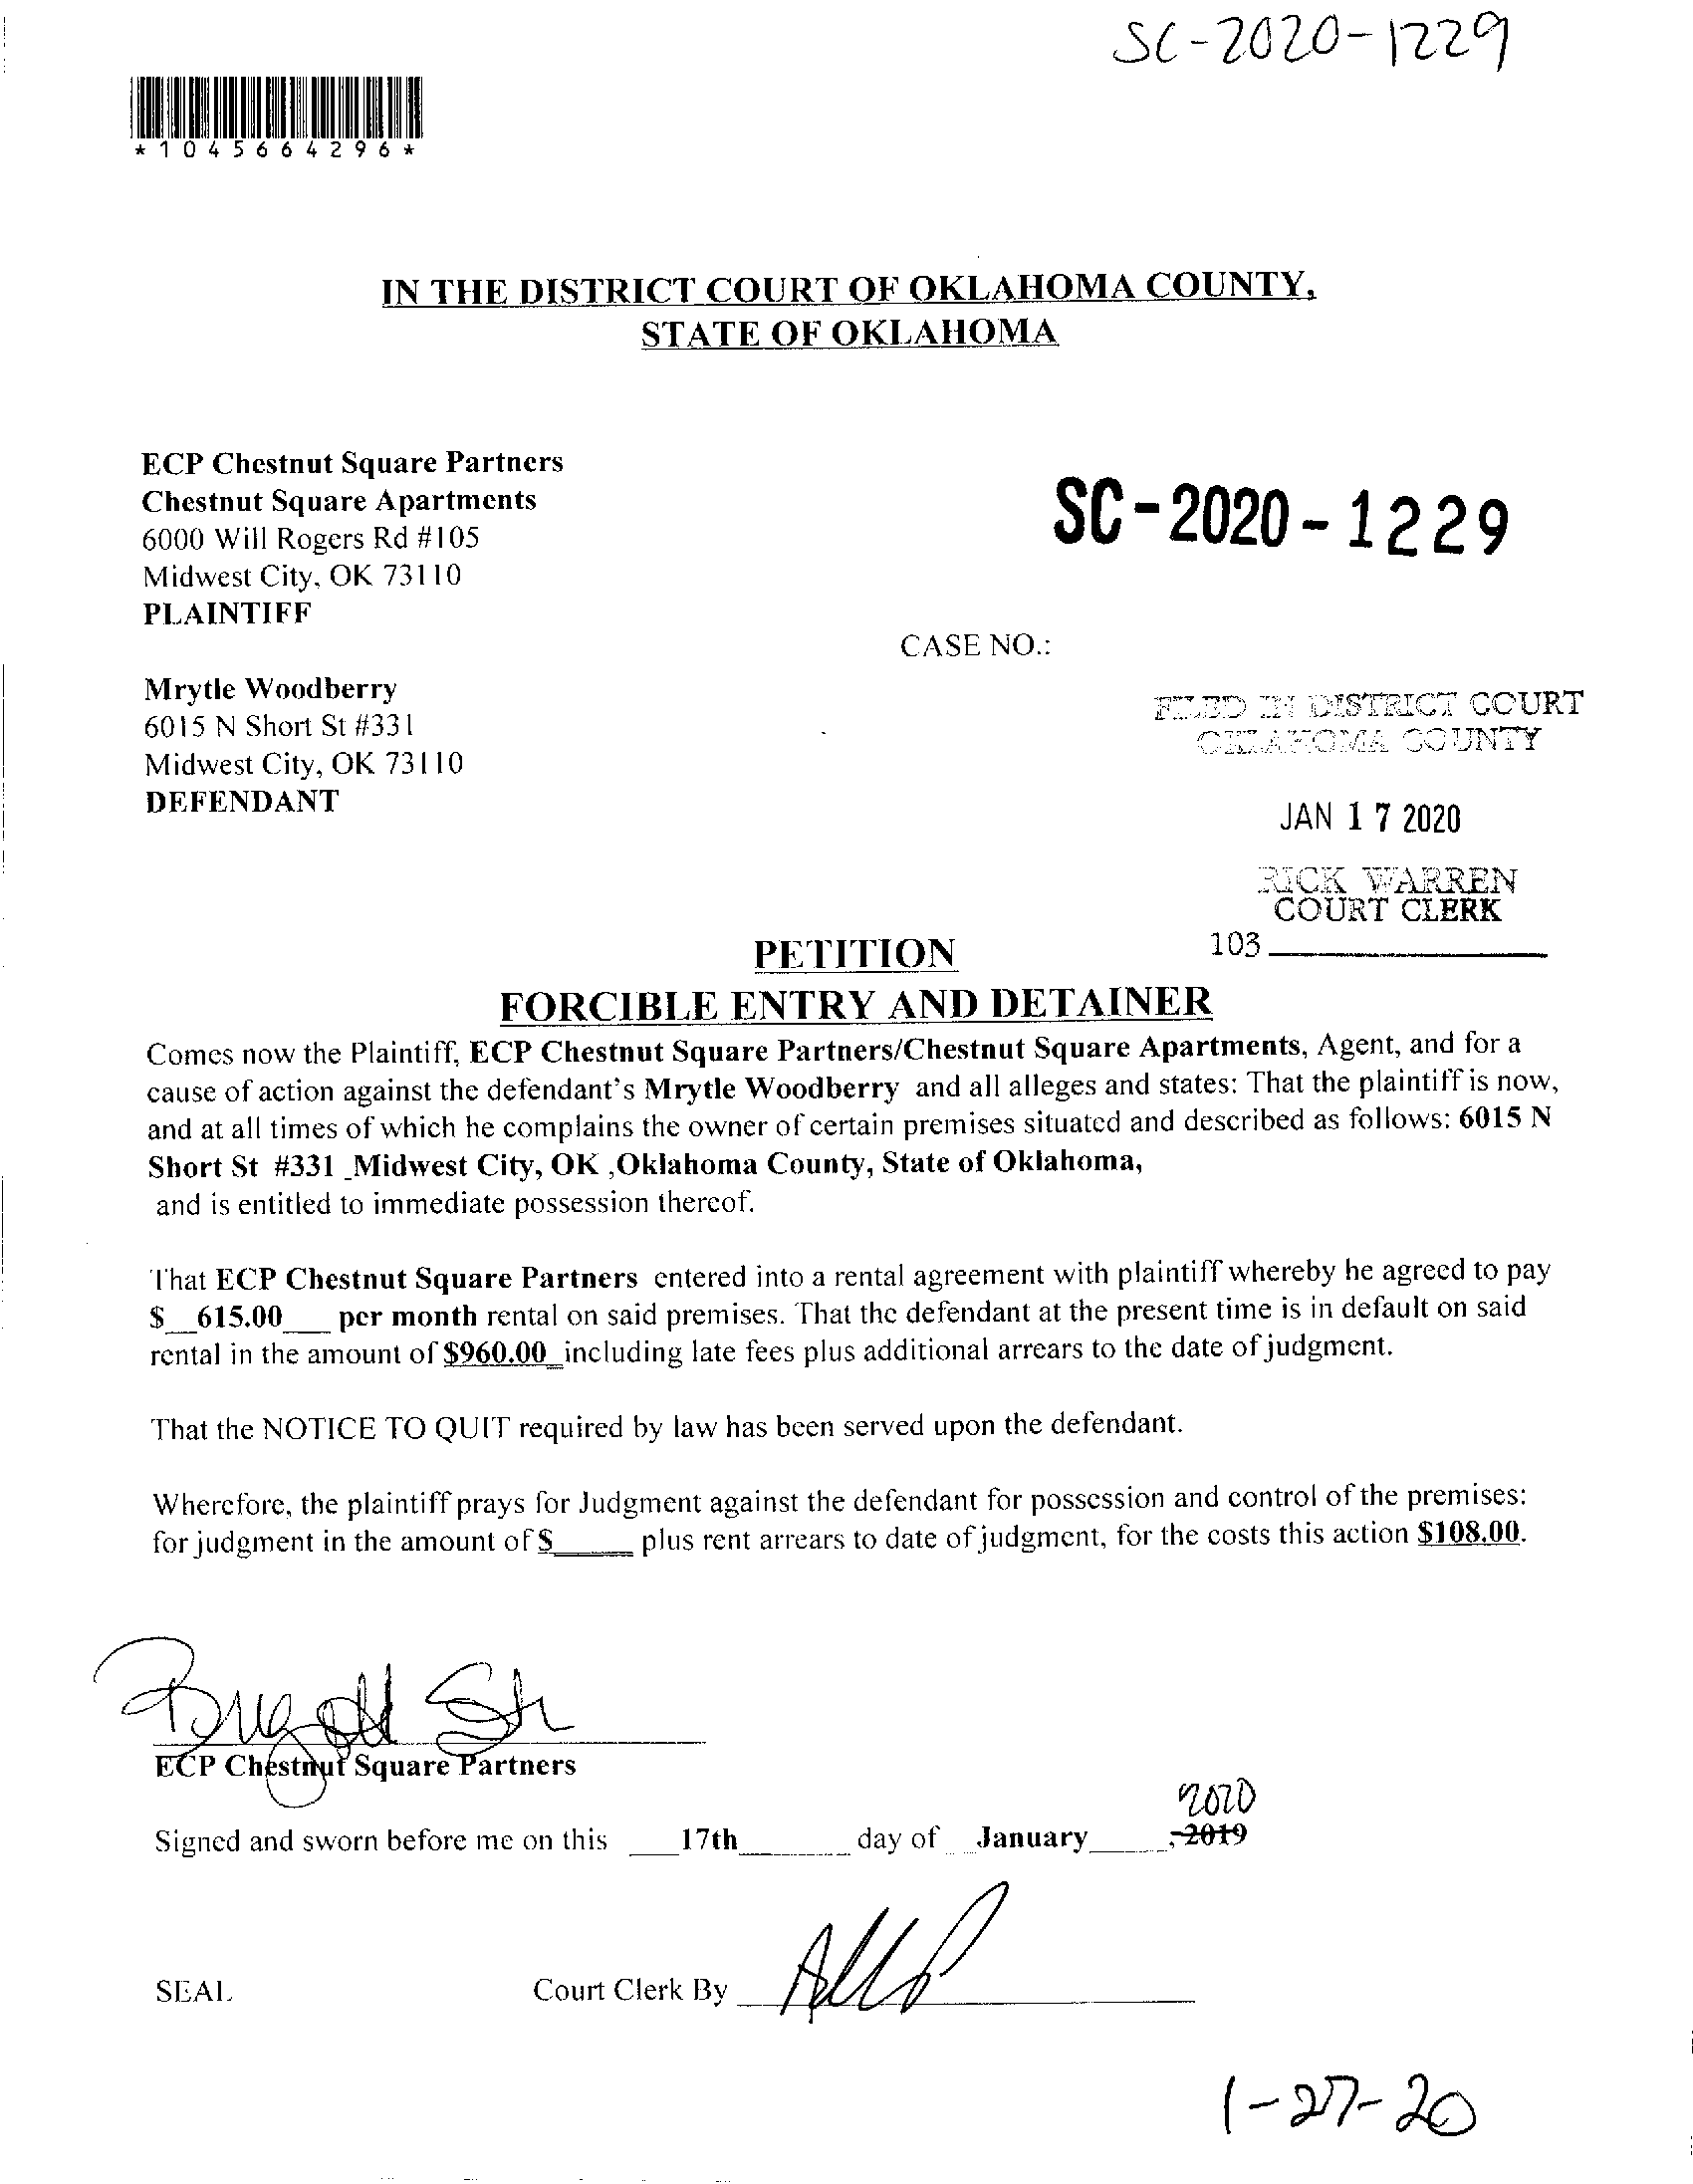 SC-2020-1229
*1045664296*
IN THE DISTRICT COURT OF OKLAHOMA COUNTY,
STATE OF OKLAHOMA
ECP Chestnut Square Partners
Chestnut Square Apartments
6000 Will Rogers Rd #105
Midwest City, OK 73110
PLAINTIFF
SC-2020-1229
CASE NO.:
Mrytle Woodberry
6015 N Short St #331
Midwest City, OK 73110
DEFENDANT
FILED IN DISTRICT COURT
OKLAHOMA COUNTY
JAN 17 2020
RICK WARREN
COURT CLERK
103
PETITION
FORCIBLE ENTRY AND DETAINER
Comes now the Plaintiff, ECP Chestnut Square Partners/Chestnut Square Apartments, Agent, and for a
cause of action against the defendant's Mrytle Woodberry and all alleges and states: That the plaintiff is now,
and at all times of which he complains the owner of certain premises situated and described as follows: 6015 N
Short St #331 _Midwest City, OK ,Oklahoma County, State of Oklahoma,
and is entitled to immediate possession thereof.
That ECP Chestnut Square Partners entered into a rental agreement with plaintiff whereby he agreed to pay
$__615.00___ per month rental on said premises. That the defendant at the present time is in default on said
rental in the amount of $960.00_including late fees plus additional arrears to the date of judgment.
That the NOTICE TO QUIT required by law has been served upon the defendant.
Wherefore, the plaintiff prays for Judgment against the defendant for possession and control of the premises:
for judgment in the amount of $_____ plus rent arrears to date of judgment, for the costs this action $108.00.
ECP Chestnut Square Partners
2020
Signed and sworn before me on this ____17th_________ day of __January______, 2019
SEAL
Court Clerk By
1-27-20